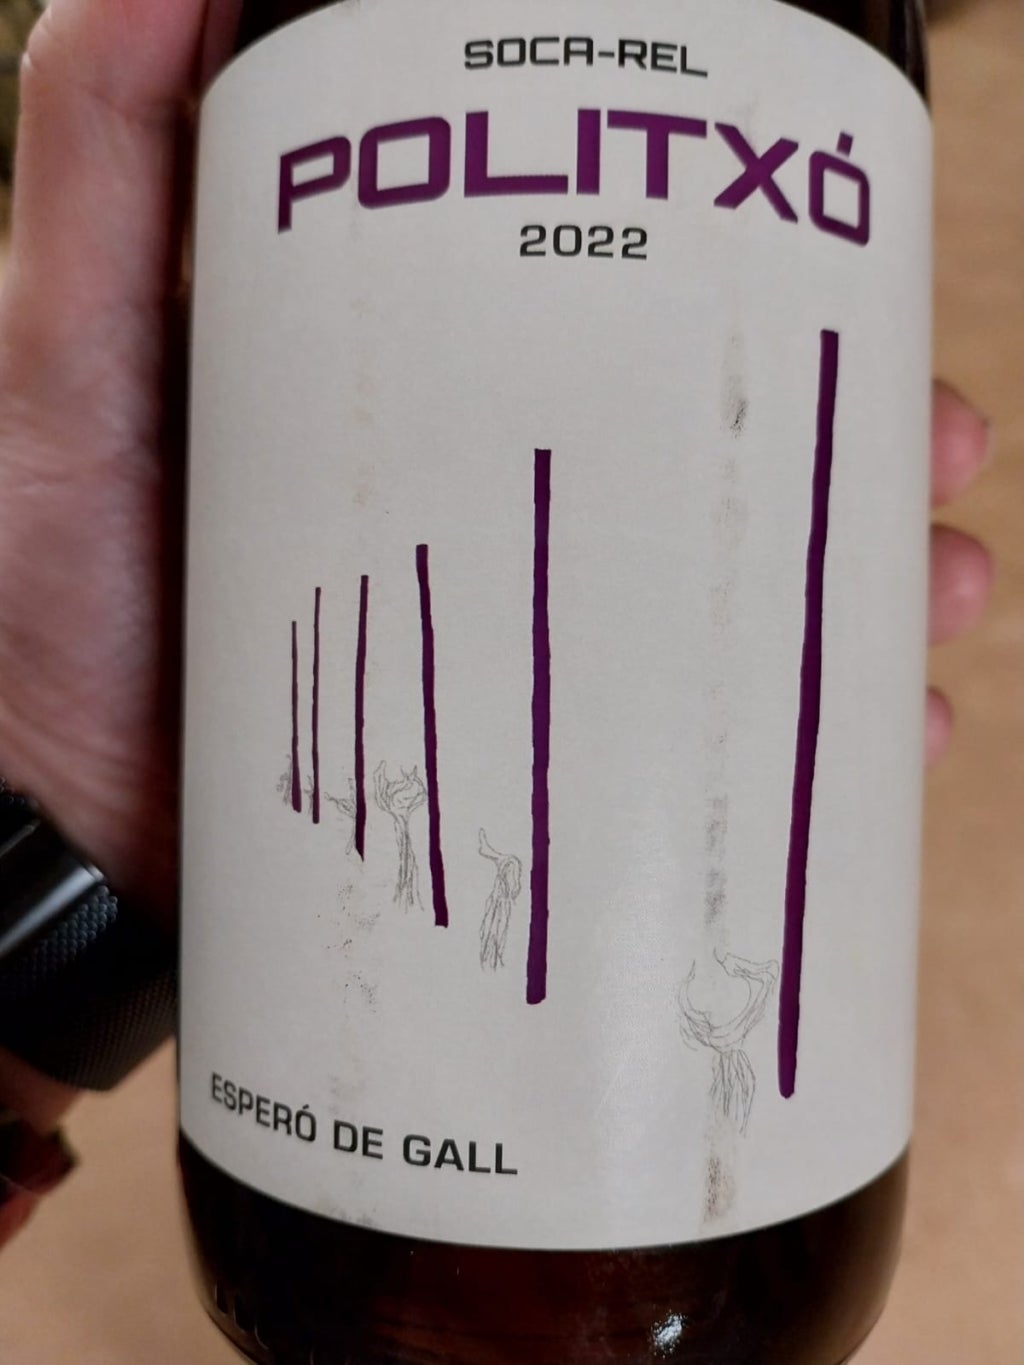 SOCA-REL
POLITXÓ
2022
ESPERÓ DE GALL